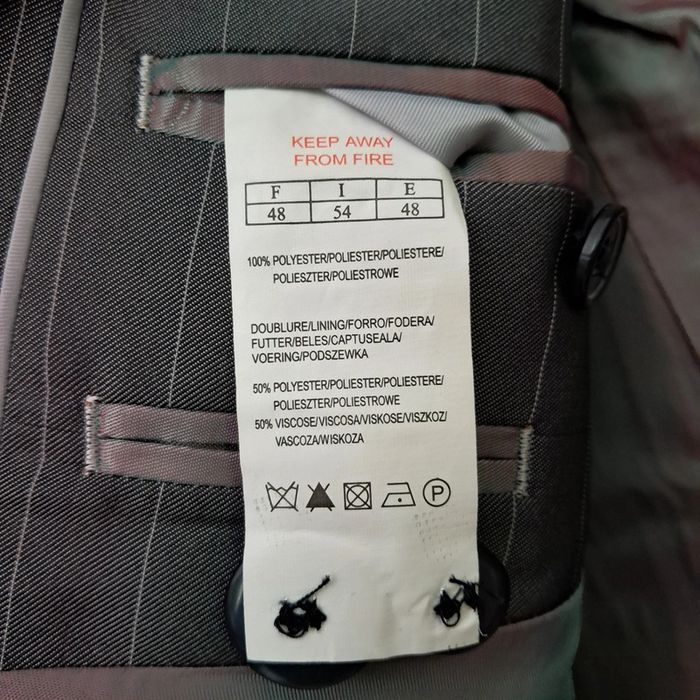 KEEP AWAY
FROM FIRE
F I E
48 54 48
100% POLYESTER/POLIESTER/POLIESTERE/
POLIESZTER/POLIESTROWE
DOUBLURE/LINING/FORRO/FODERA/
FUTTER/BELES/CAPTUSEALA/
VOERING/PODSZEWKA
50% POLYESTER/POLIESTER/POLIESTERE/
POLIESZTER/POLIESTROWE
50% VISCOSE/VISCOSA/VISKOSE/VISZKOZ/
VASCOZA/WISKOZA
P